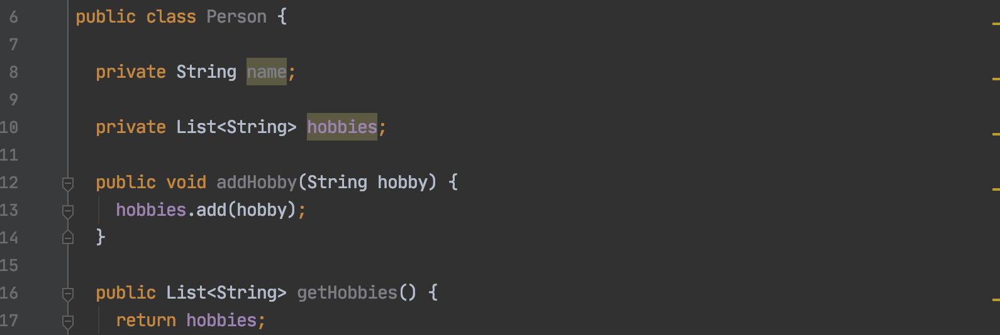 6 public class Person {
7
8 private String name;
9
10 private List<String> hobbies;
11
12 public void addHobby(String hobby) {
13 hobbies.add(hobby);
14 }
15
16 public List<String> getHobbies() {
17 return hobbies;